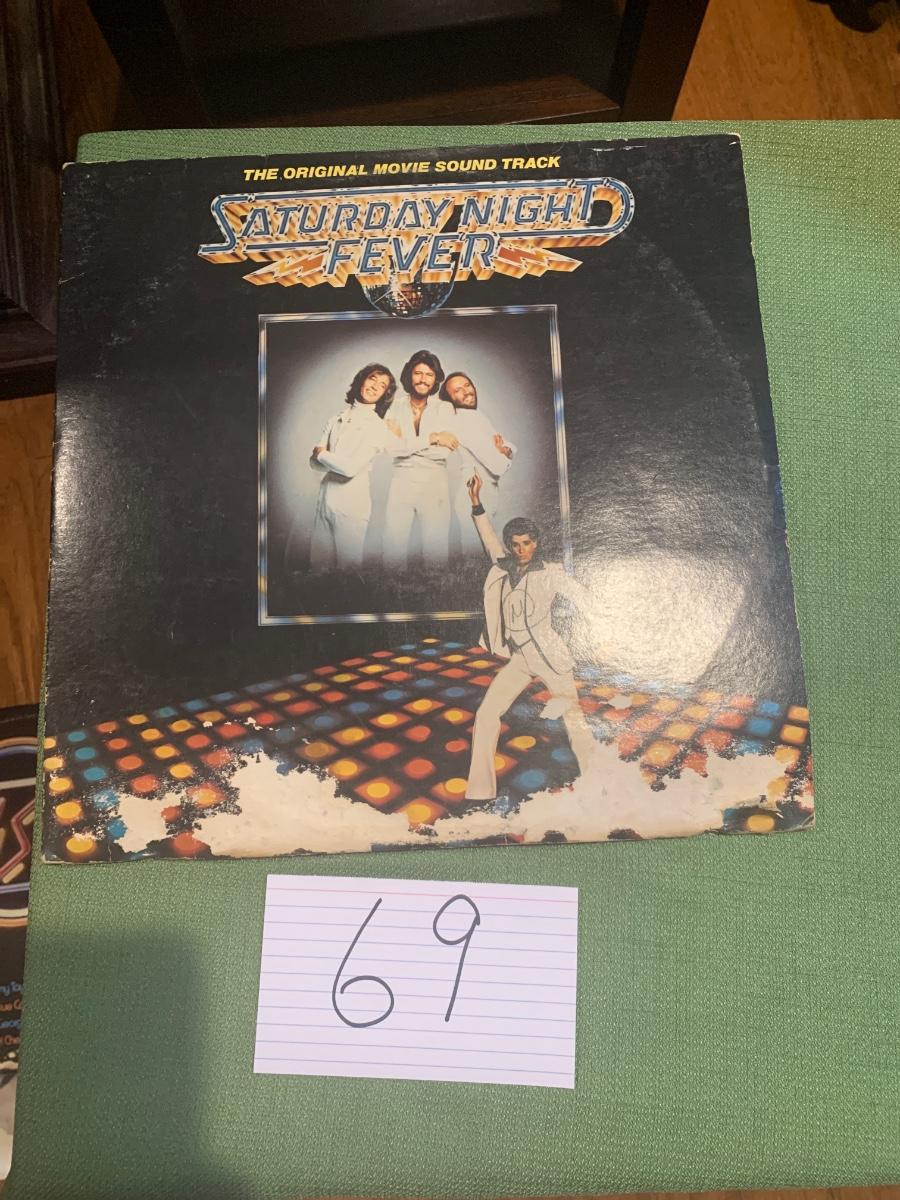 THE ORIGINAL MOVIE SOUND TRACK
SATURDAY NIGHT
FEVER
69